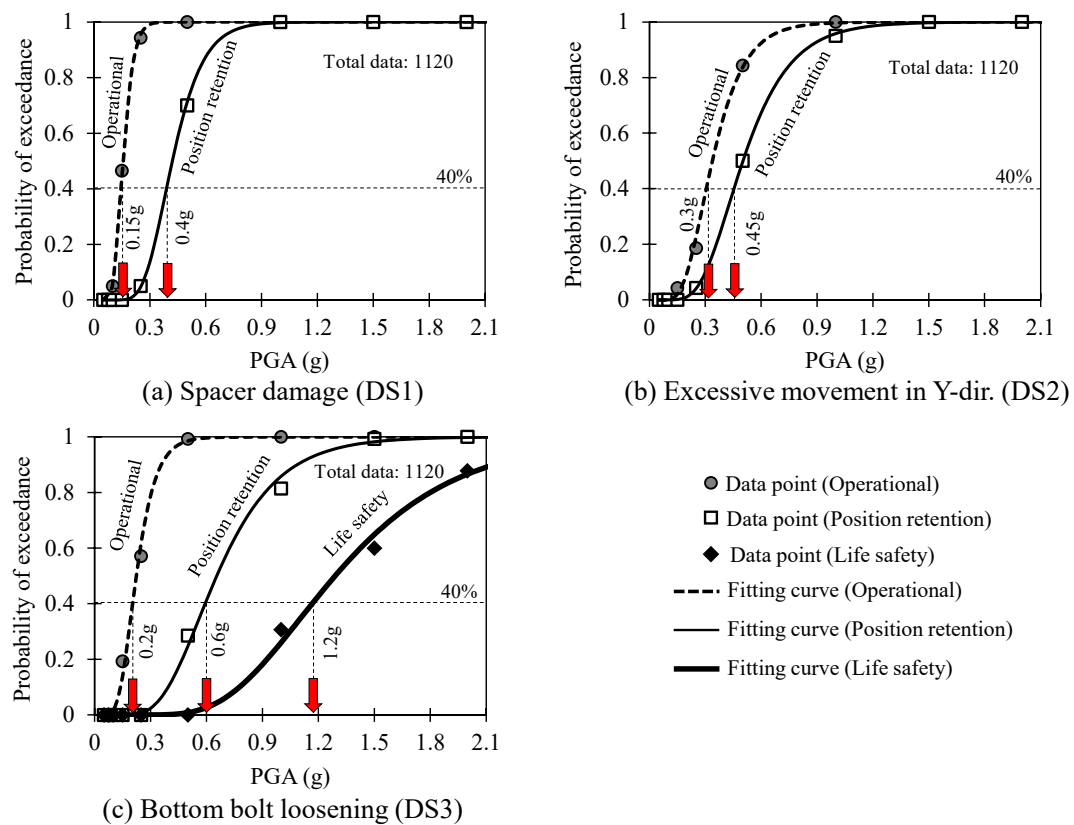 Probability of exceedance
1
0.8
0.6
0.4
0.2
0
Operational
Position retention
Total data: 1120
40%
0.15g
0.4g
0 0.3 0.6 0.9 1.2 1.5 1.8 2.1
PGA (g)
(a) Spacer damage (DS1)
Probability of exceedance
1
0.8
0.6
0.4
0.2
0
Operational
Position retention
Total data: 1120
40%
0.3g
0.45g
0 0.3 0.6 0.9 1.2 1.5 1.8 2.1
PGA (g)
(b) Excessive movement in Y-dir. (DS2)
Probability of exceedance
1
0.8
0.6
0.4
0.2
0
Operational
Position retention
Life safety
Total data: 1120
40%
0.2g
0.6g
1.2g
0 0.3 0.6 0.9 1.2 1.5 1.8 2.1
PGA (g)
(c) Bottom bolt loosening (DS3)
Data point (Operational)
Data point (Position retention)
Data point (Life safety)
Fitting curve (Operational)
Fitting curve (Position retention)
Fitting curve (Life safety)